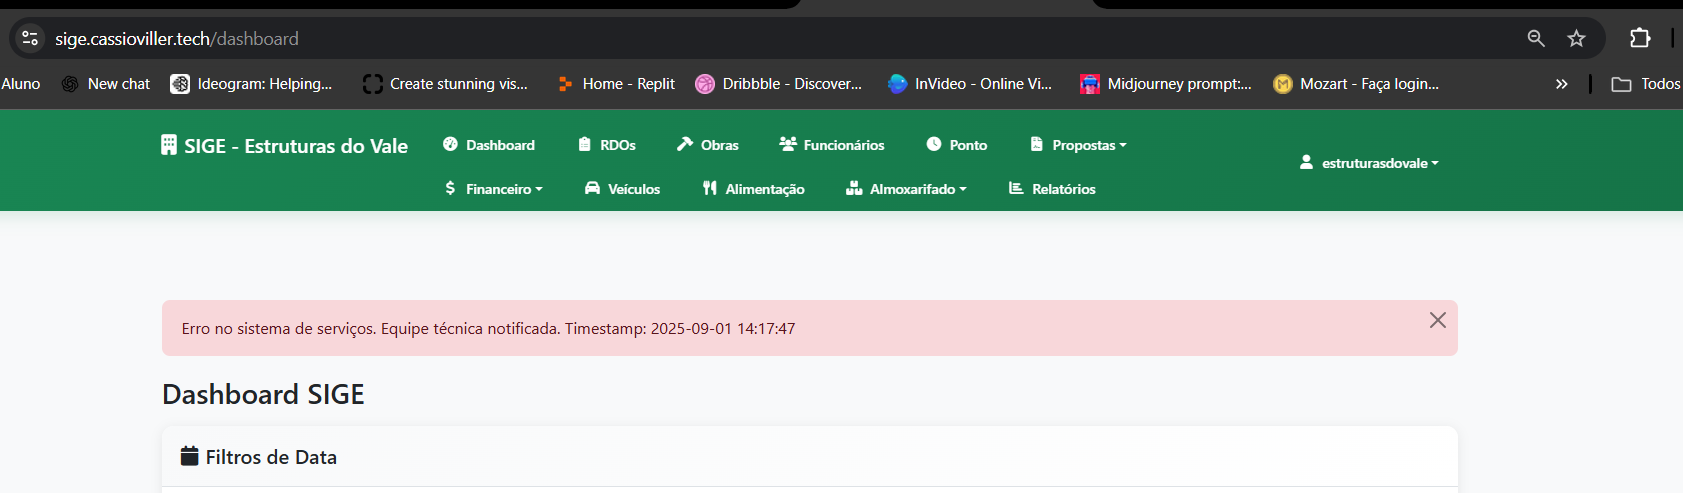 sige.cassioviller.tech/dashboard
Aluno New chat Ideogram: Helping... Create stunning vis... Home - Replit Dribbble - Discover... InVideo - Online Vi... Midjourney prompt:... Mozart - Faça login... » Todos
SIGE - Estruturas do Vale Dashboard RDOs Obras Funcionários Ponto Propostas estruturasdovale
Financeiro Veículos Alimentação Almoxarifado Relatórios
Erro no sistema de serviços. Equipe técnica notificada. Timestamp: 2025-09-01 14:17:47
Dashboard SIGE
Filtros de Data